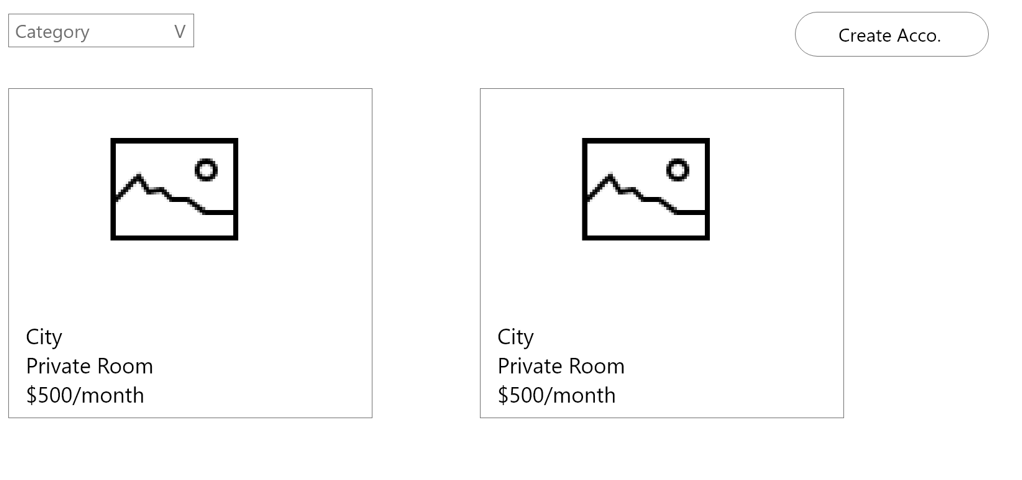 Category V
Create Acco.
City
Private Room
$500/month
City
Private Room
$500/month